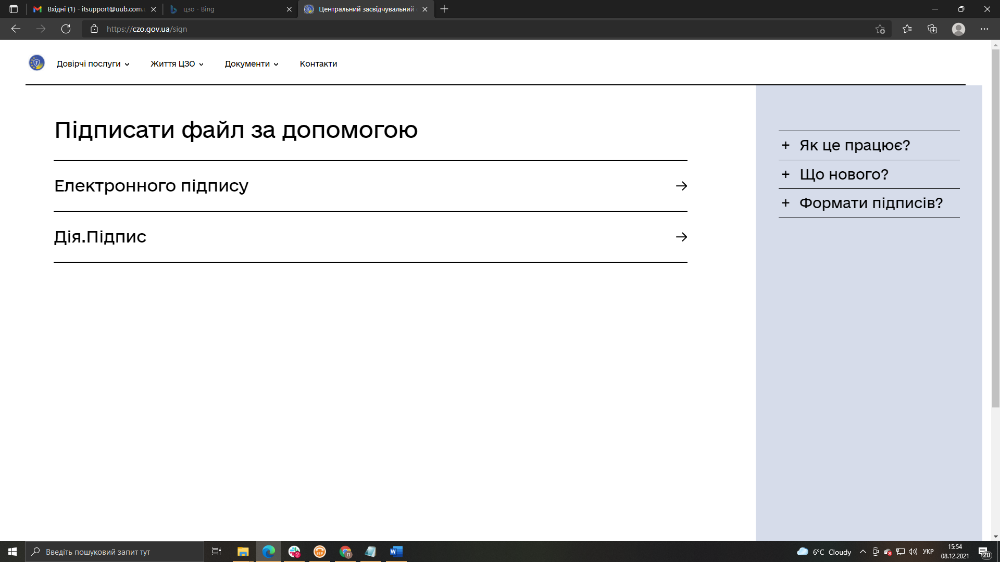 Вхідні (1) - itsupport@uub.com.
цзо - Bing
Центральний засвідчувальний
https://czo.gov.ua/sign
Довірчі послуги
Життя ЦЗО
Документи
Контакти
Підписати файл за допомогою
Електронного підпису
Дія.Підпис
+ Як це працює?
+ Що нового?
+ Формати підписів?
Введіть пошуковий запит тут
2
STP
п
W
6°C Cloudy
УКР
15:54
08.12.2021
20